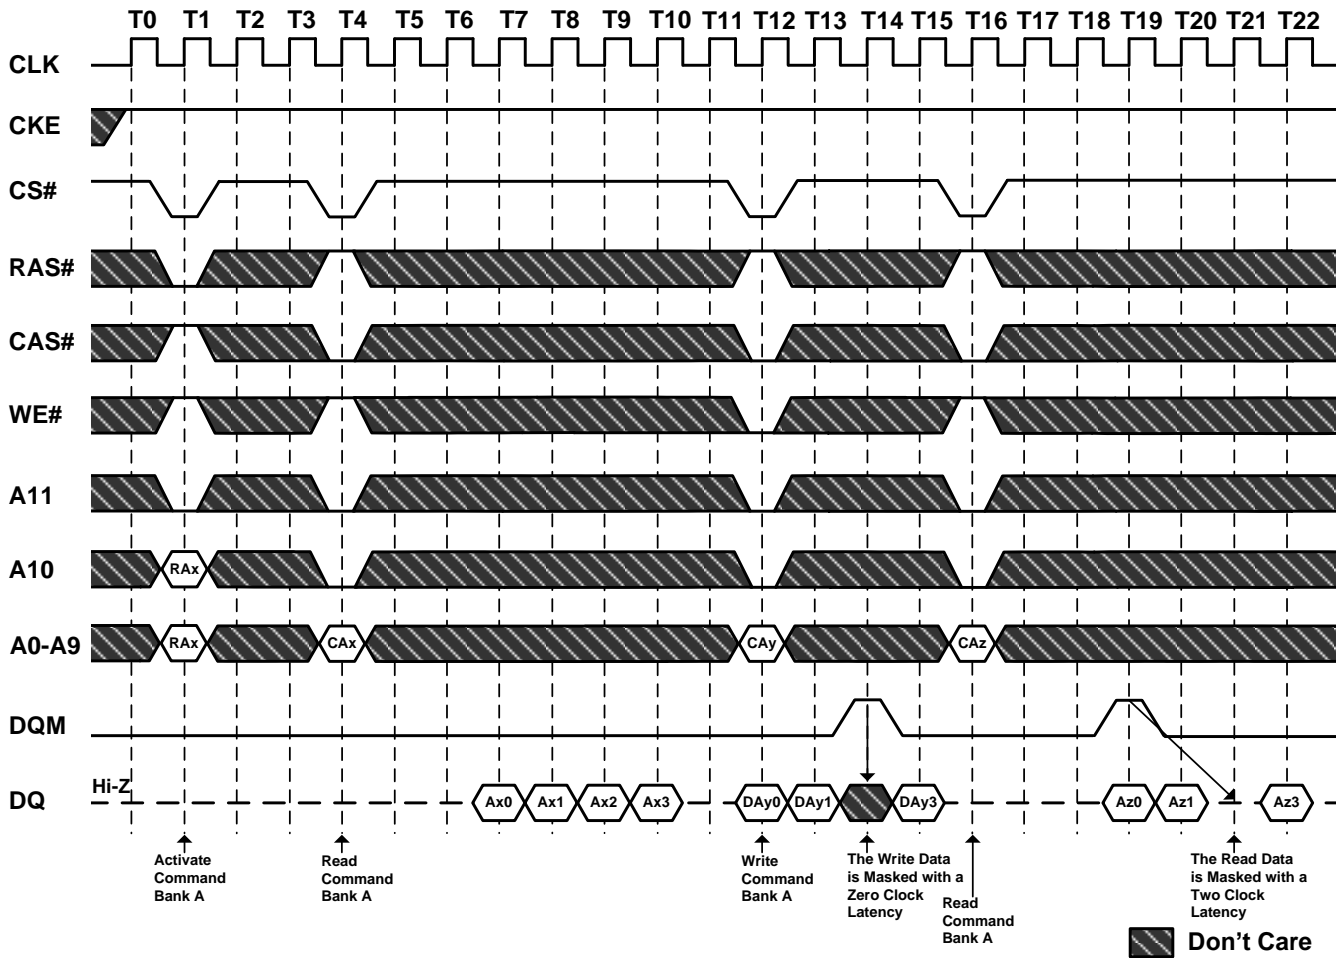 T0 T1 T2 T3 T4 T5 T6 T7 T8 T9 T10 T11 T12 T13 T14 T15 T16 T17 T18 T19 T20 T21 T22
CLK
CKE
CS#
RAS#
CAS#
WE#
A11
A10 RAx
A0-A9 RAx CAx CAy CAz
DQM
Hi-Z
DQ Ax0 Ax1 Ax2 Ax3 DAy0 DAy1 DAy3 Az0 Az1 Az3
Activate
Command
Bank A
Read
Command
Bank A
Write
Command
Bank A
The Write Data
is Masked with a
Zero Clock
Latency
Read
Command
Bank A
The Read Data
is Masked with a
Two Clock
Latency
Don't Care